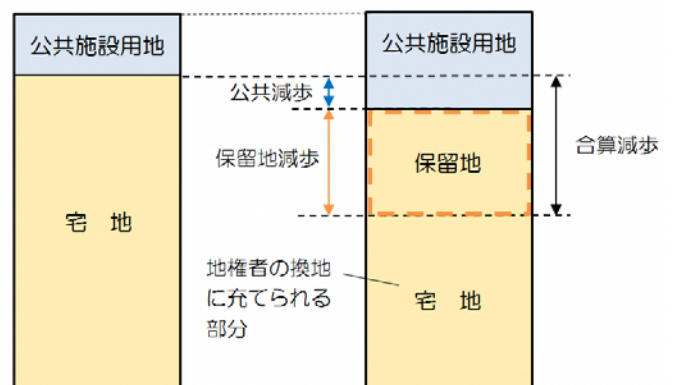 公共施設用地
公共施設用地
公共減歩
保留地減歩
保留地
合算減歩
宅 地
地権者の換地
に充てられる
部分
宅 地